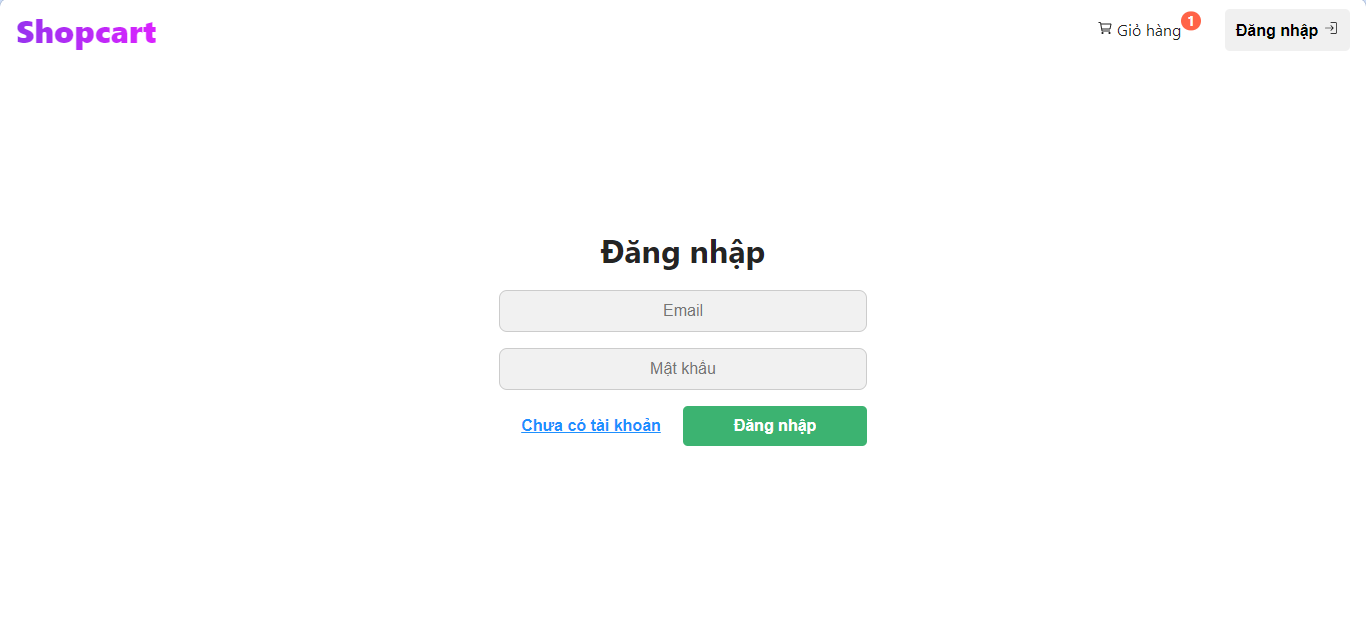 Shopcart
Giỏ hàng 1
Đăng nhập
Đăng nhập
Email
Mật khẩu
Chưa có tài khoản
Đăng nhập